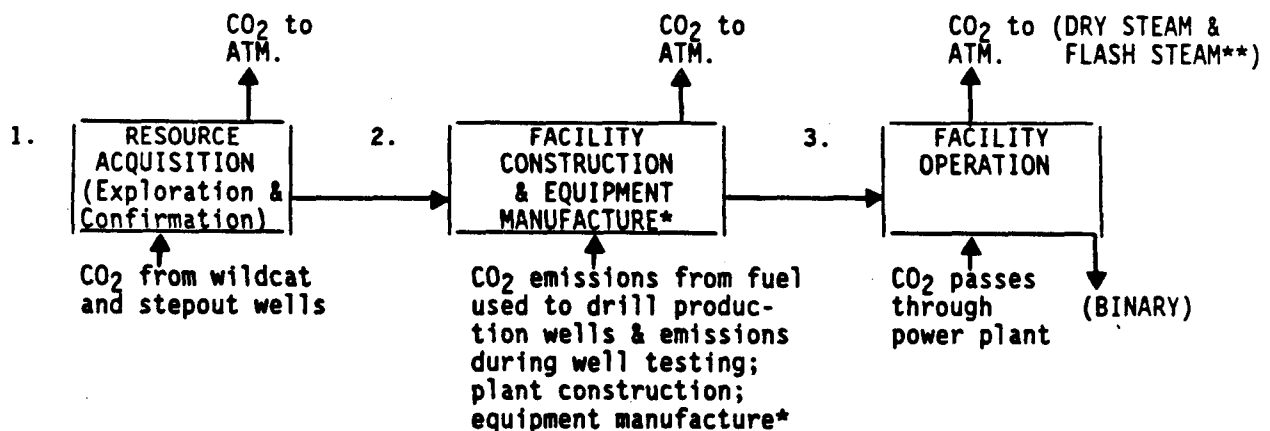 CO2 to
ATM.
CO2 to
ATM.
CO2 to (DRY STEAM &
ATM. FLASH STEAM**)
1.
RESOURCE
ACQUISITION
(Exploration &
Confirmation)
2.
FACILITY
CONSTRUCTION
& EQUIPMENT
MANUFACTURE*
3.
FACILITY
OPERATION
CO2 from wildcat
and stepout wells
CO2 emissions from fuel
used to drill produc-
tion wells & emissions
during well testing;
plant construction;
equipment manufacture*
CO2 passes
through
power plant
(BINARY)